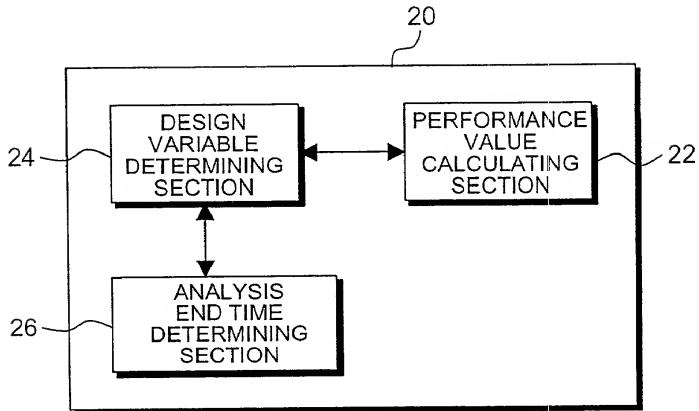 20
DESIGN
VARIABLE
DETERMINING
SECTION
24
PERFORMANCE
VALUE
CALCULATING
SECTION
22
ANALYSIS
END TIME
DETERMINING
SECTION
26